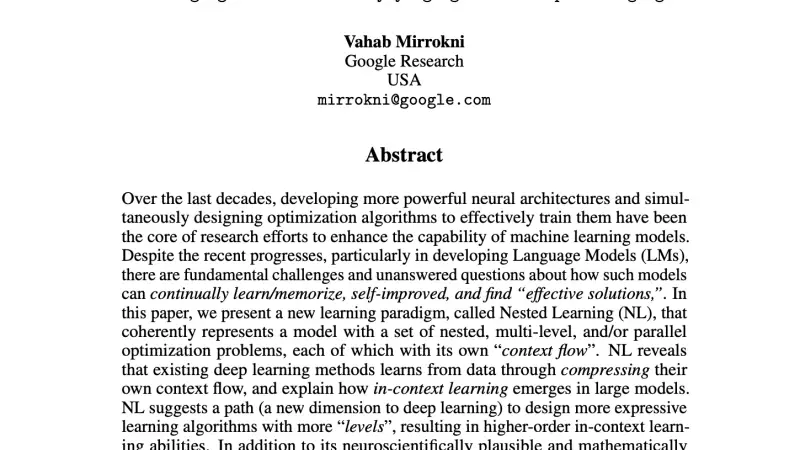 Vahab Mirrokni
Google Research
USA
mirrokni@google.com
Abstract
Over the last decades, developing more powerful neural architectures and simul-
taneously designing optimization algorithms to effectively train them have been
the core of research efforts to enhance the capability of machine learning models.
Despite the recent progresses, particularly in developing Language Models (LMs),
there are fundamental challenges and unanswered questions about how such models
can continually learn/memorize, self-improved, and find “effective solutions,”. In
this paper, we present a new learning paradigm, called Nested Learning (NL), that
coherently represents a model with a set of nested, multi-level, and/or parallel
optimization problems, each of which with its own “context flow”. NL reveals
that existing deep learning methods learns from data through compressing their
own context flow, and explain how in-context learning emerges in large models.
NL suggests a path (a new dimension to deep learning) to design more expressive
learning algorithms with more “levels”, resulting in higher-order in-context learn-
ing abilities. In addition to its neuroscientifically plausible and mathematically